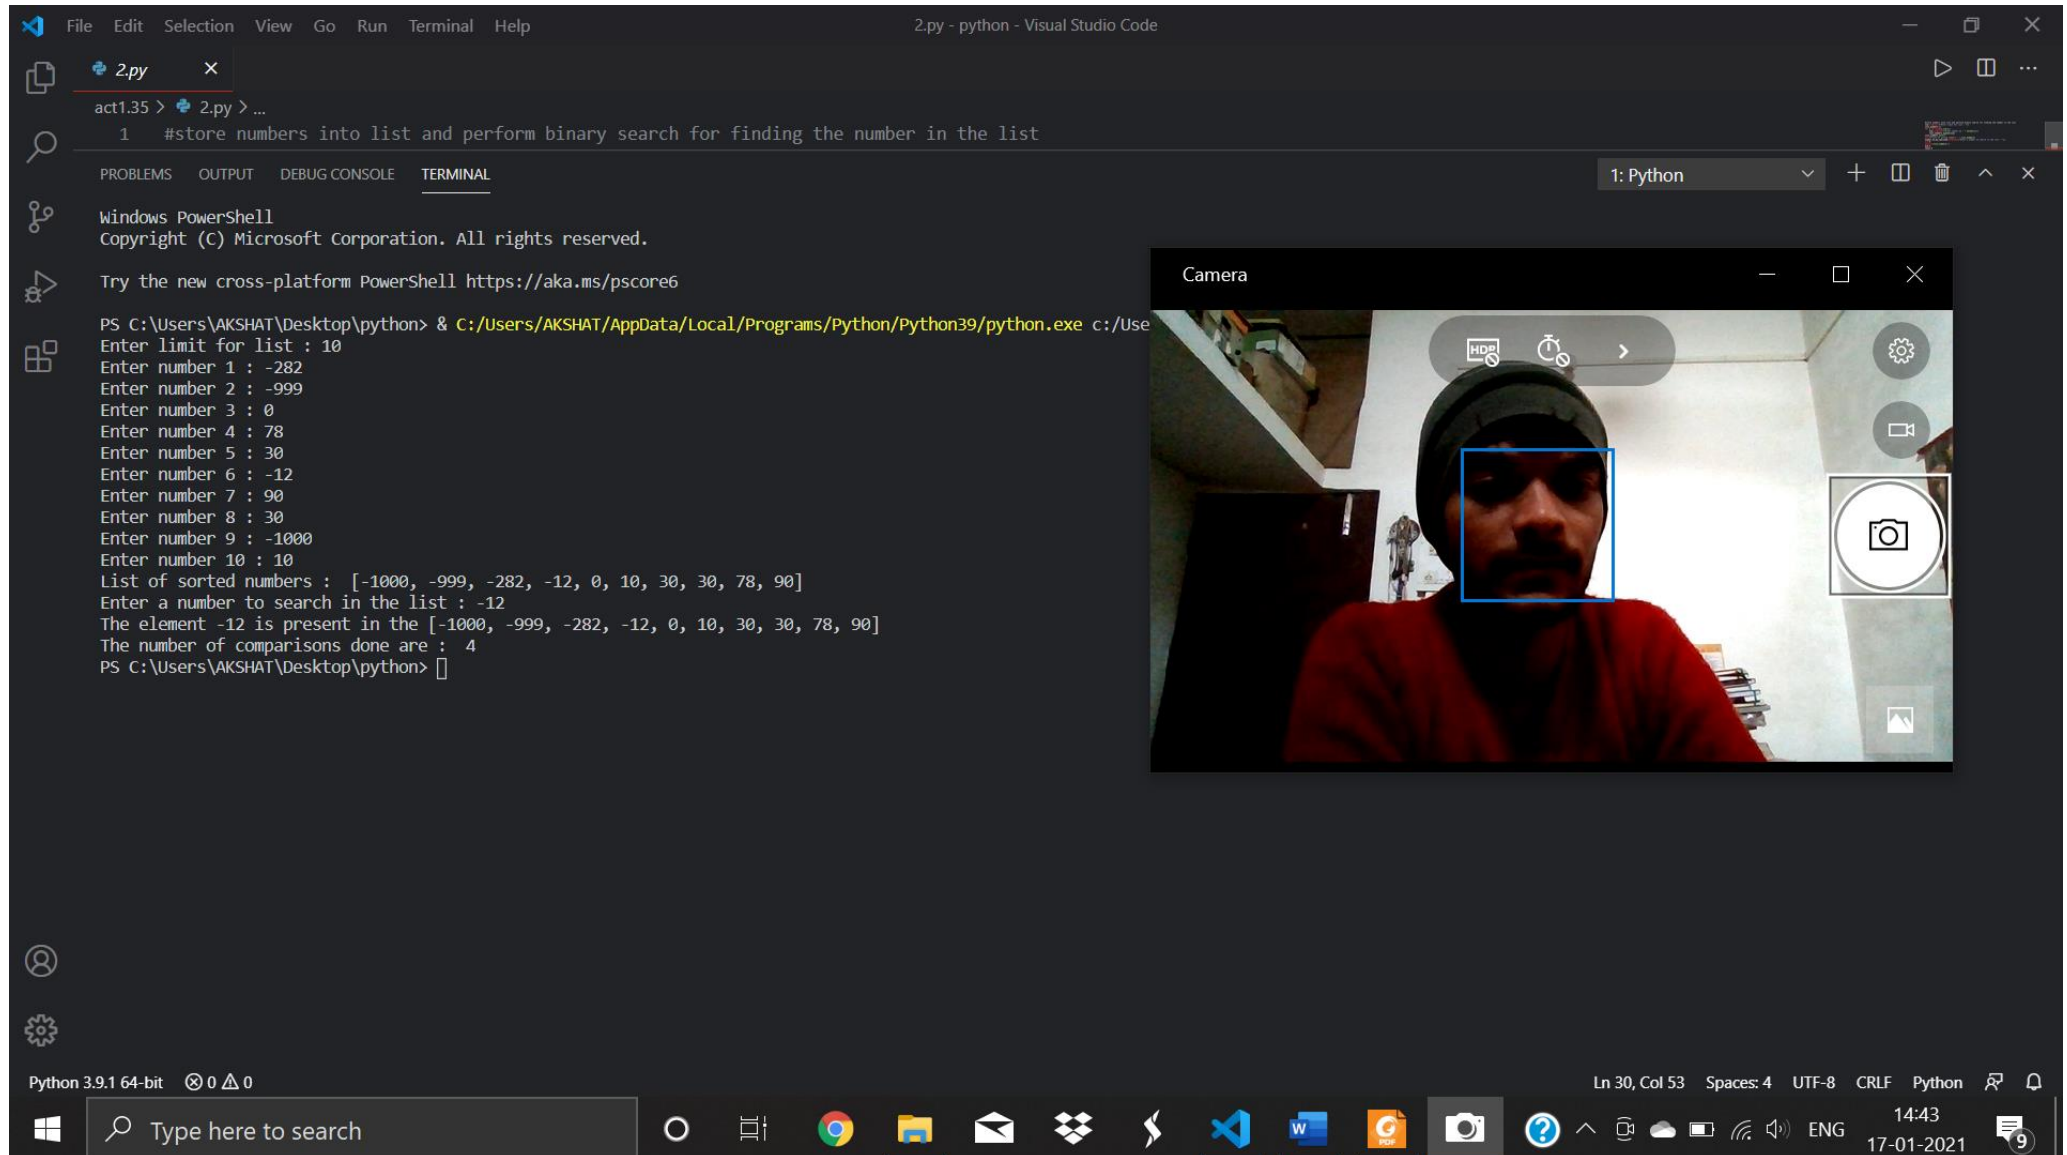 File Edit Selection View Go Run Terminal Help
2.py - python - Visual Studio Code
2.py
act1.35 > 2.py > ...
1 #store numbers into list and perform binary search for finding the number in the list
PROBLEMS OUTPUT DEBUG CONSOLE TERMINAL
1: Python
Windows PowerShell
Copyright (C) Microsoft Corporation. All rights reserved.
Try the new cross-platform PowerShell https://aka.ms/pscore6
PS C:\Users\AKSHAT\Desktop\python> & C:/Users/AKSHAT/AppData/Local/Programs/Python/Python39/python.exe c:/Use
Enter limit for list : 10
Enter number 1 : -282
Enter number 2 : -999
Enter number 3 : 0
Enter number 4 : 78
Enter number 5 : 30
Enter number 6 : -12
Enter number 7 : 90
Enter number 8 : 30
Enter number 9 : -1000
Enter number 10 : 10
List of sorted numbers :  [-1000, -999, -282, -12, 0, 10, 30, 30, 78, 90]
Enter a number to search in the list : -12
The element -12 is present in the [-1000, -999, -282, -12, 0, 10, 30, 30, 78, 90]
The number of comparisons done are :  4
PS C:\Users\AKSHAT\Desktop\python>
Camera
HDR
Python 3.9.1 64-bit 0 0
Ln 30, Col 53 Spaces: 4 UTF-8 CRLF Python
Type here to search
W
G
PDF
ENG
14:43
17-01-2021
9